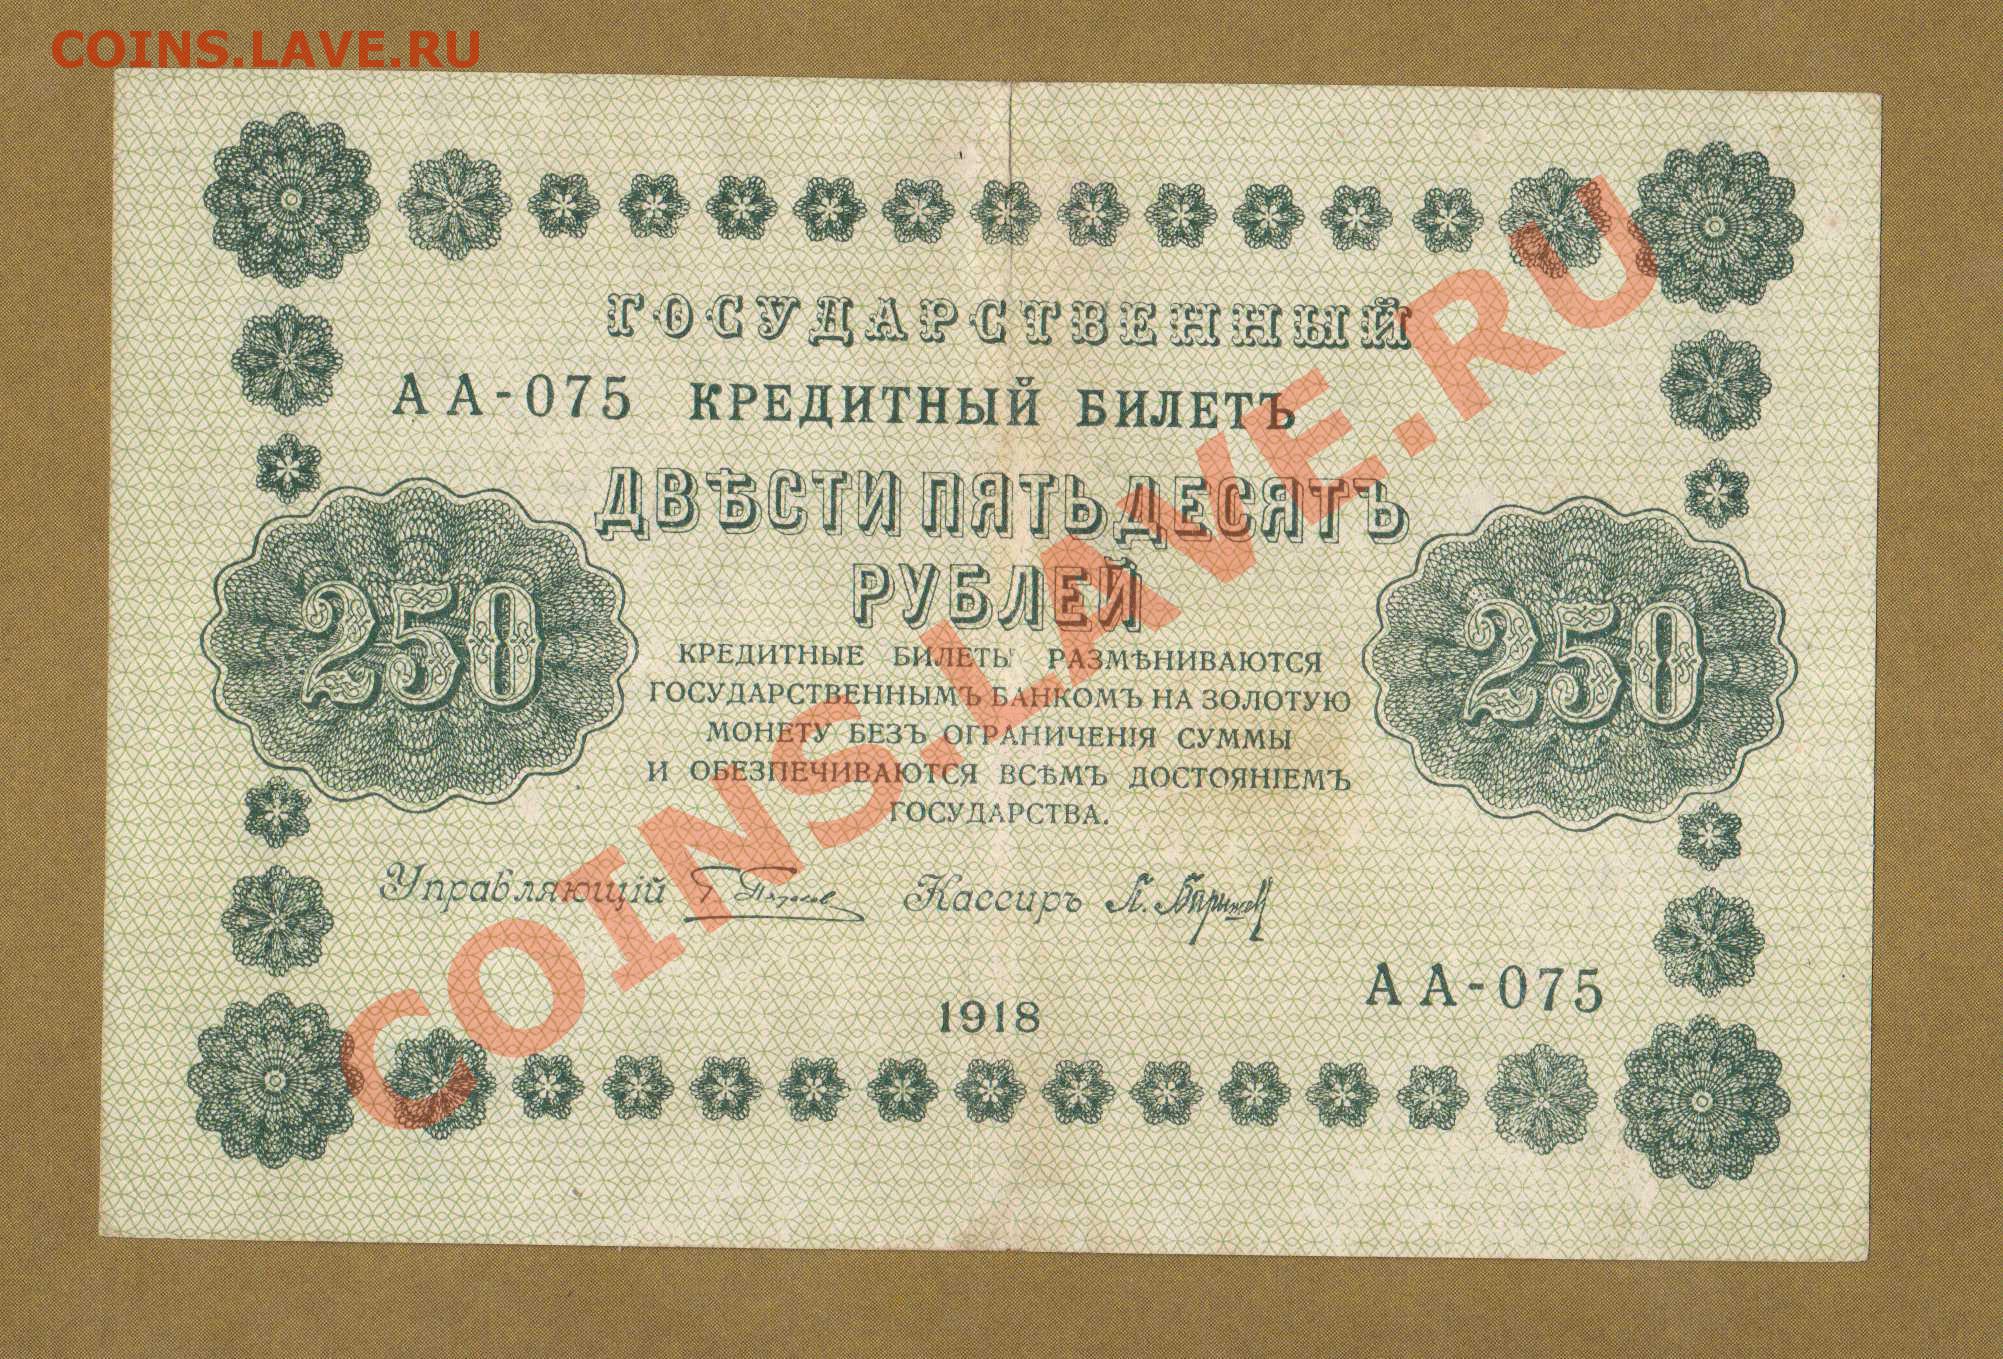 COINS.LAVE.RU
ГОСУДАРСТВЕННЫЙ
АА-075 КРЕДИТНЫЙ БИЛЕТЪ
ДВѢСТИ ПЯТЬДЕСЯТЪ
РУБЛЕЙ
250 250
КРЕДИТНЫЕ БИЛЕТЫ РАЗМѢНИВАЮТСЯ
ГОСУДАРСТВЕННЫМЪ БАНКОМЪ НА ЗОЛОТУЮ
МОНЕТУ БЕЗЪ ОГРАНИЧЕНІЯ СУММЫ
И ОБЕЗПЕЧИВАЮТСЯ ВСѢМЪ ДОСТОЯНІЕМЪ
ГОСУДАРСТВА.
Управляющій Кассиръ
АА-075
1918
COINS.LAVE.RU